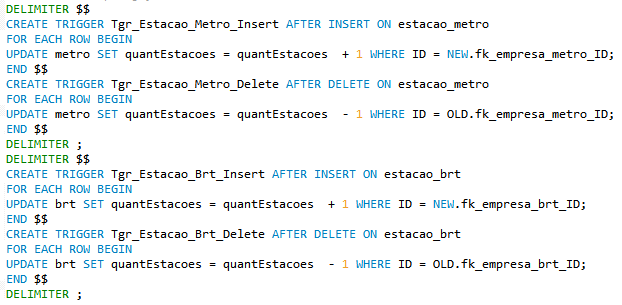 DELIMITER $$
CREATE TRIGGER Tgr_Estacao_Metro_Insert AFTER INSERT ON estacao_metro
FOR EACH ROW BEGIN
UPDATE metro SET quantEstacoes = quantEstacoes  + 1 WHERE ID = NEW.fk_empresa_metro_ID;
END $$
CREATE TRIGGER Tgr_Estacao_Metro_Delete AFTER DELETE ON estacao_metro
FOR EACH ROW BEGIN
UPDATE metro SET quantEstacoes = quantEstacoes  - 1 WHERE ID = OLD.fk_empresa_metro_ID;
END $$
DELIMITER ;
DELIMITER $$
CREATE TRIGGER Tgr_Estacao_Brt_Insert AFTER INSERT ON estacao_brt
FOR EACH ROW BEGIN
UPDATE brt SET quantEstacoes = quantEstacoes  + 1 WHERE ID = NEW.fk_empresa_brt_ID;
END $$
CREATE TRIGGER Tgr_Estacao_Brt_Delete AFTER DELETE ON estacao_brt
FOR EACH ROW BEGIN
UPDATE brt SET quantEstacoes = quantEstacoes  - 1 WHERE ID = OLD.fk_empresa_brt_ID;
END $$
DELIMITER ;